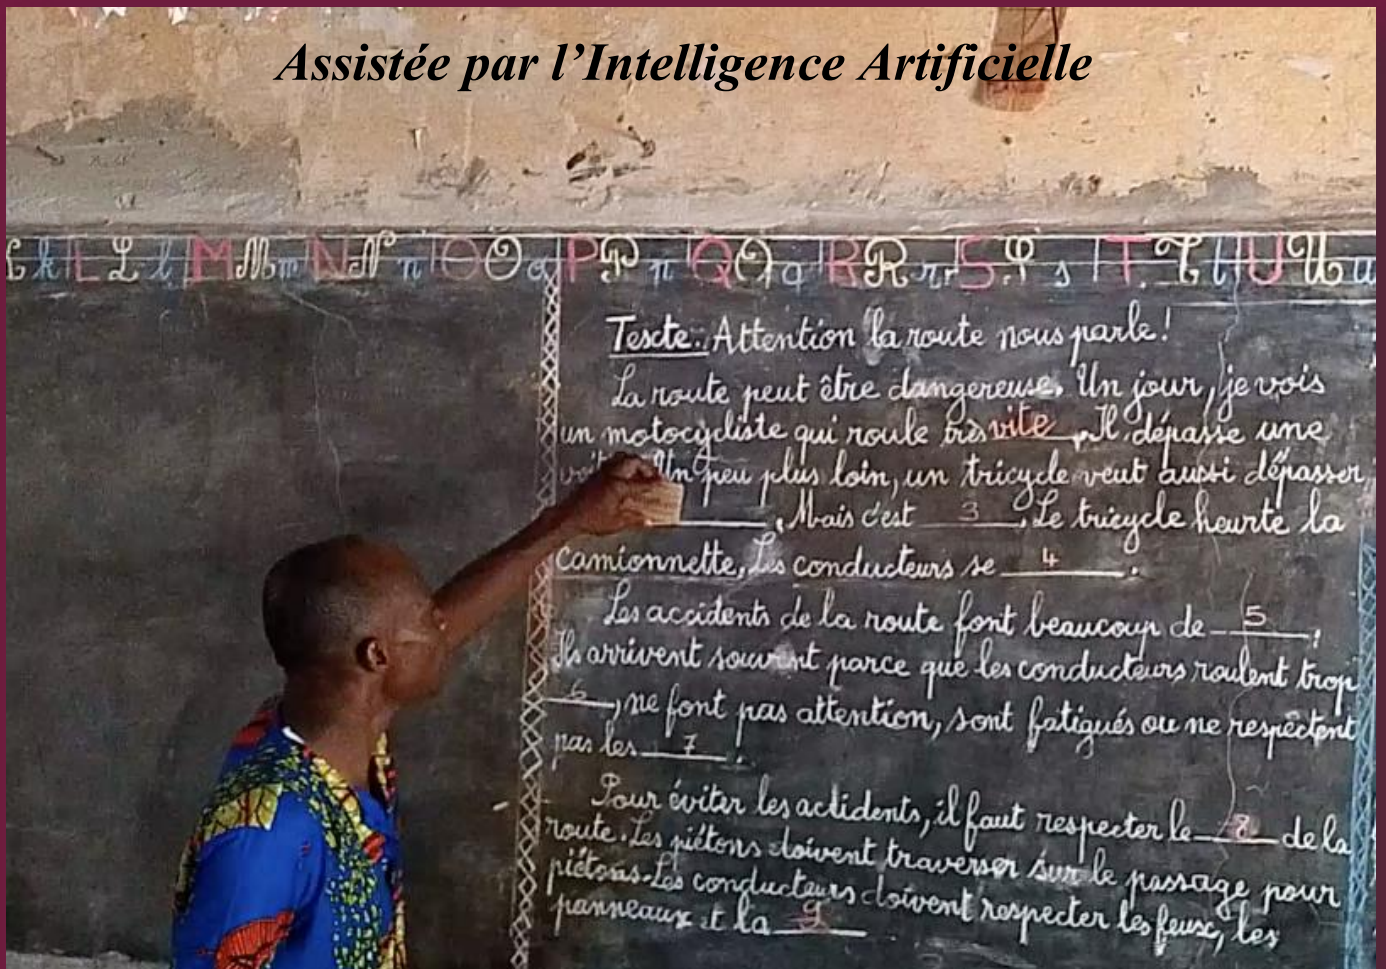 Assistée par l'Intelligence Artificielle
k L L l M M m N N n O O o P P p Q Q q R R r S S s T T t U U u
Texte: Attention la route nous parle!
La route peut être dangereuse. Un jour, je vois
un motocycliste qui roule très vite. Il dépasse une
Un peu plus loin, un tricycle veut aussi dépasser
. Mais c'est 3. Le tricycle heurte la
camionnette, Les conducteurs se 4.
Les accidents de la route font beaucoup de 5.
Ils arrivent souvent parce que les conducteurs roulent trop
6, ne font pas attention, sont fatigués ou ne respectent
pas les 7.
Pour éviter les accidents, il faut respecter le 8 de la
route. Les piétons doivent traverser sur le passage pour
piétons. Les conducteurs doivent respecter les feux, les
panneaux et la 9